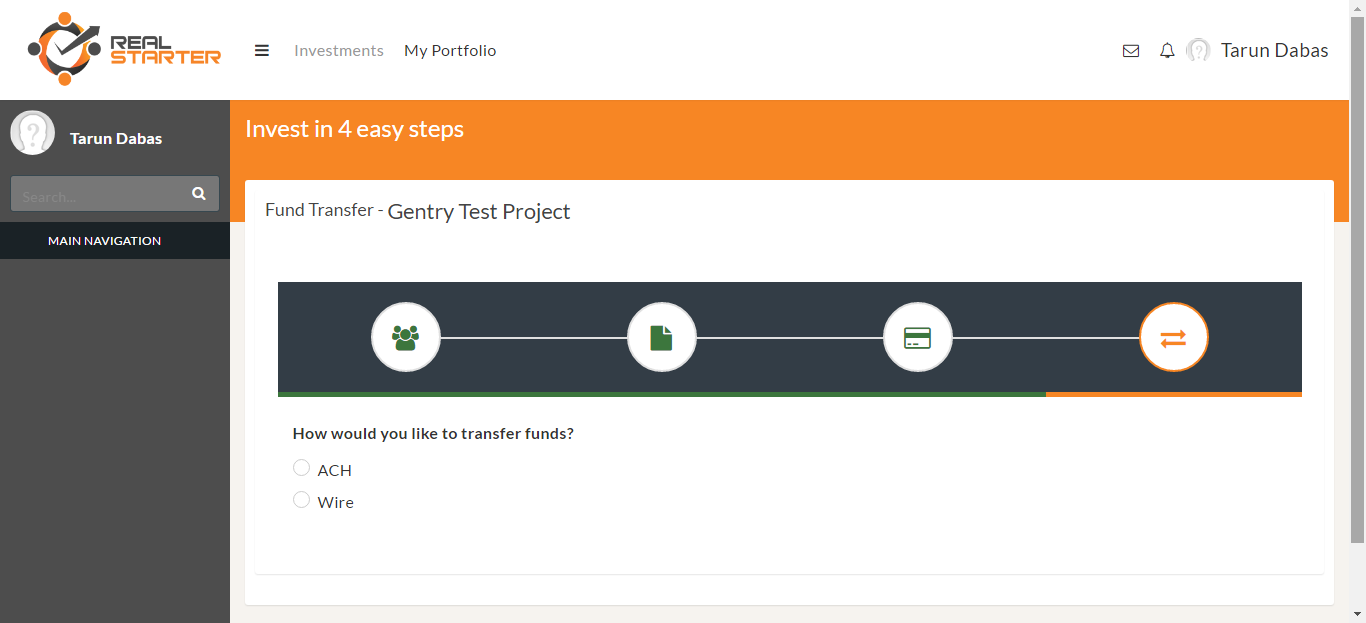 REAL
STARTER
Investments
My Portfolio
Tarun Dabas
Tarun Dabas
Search...
MAIN NAVIGATION
Invest in 4 easy steps
Fund Transfer - Gentry Test Project
How would you like to transfer funds?
ACH
Wire